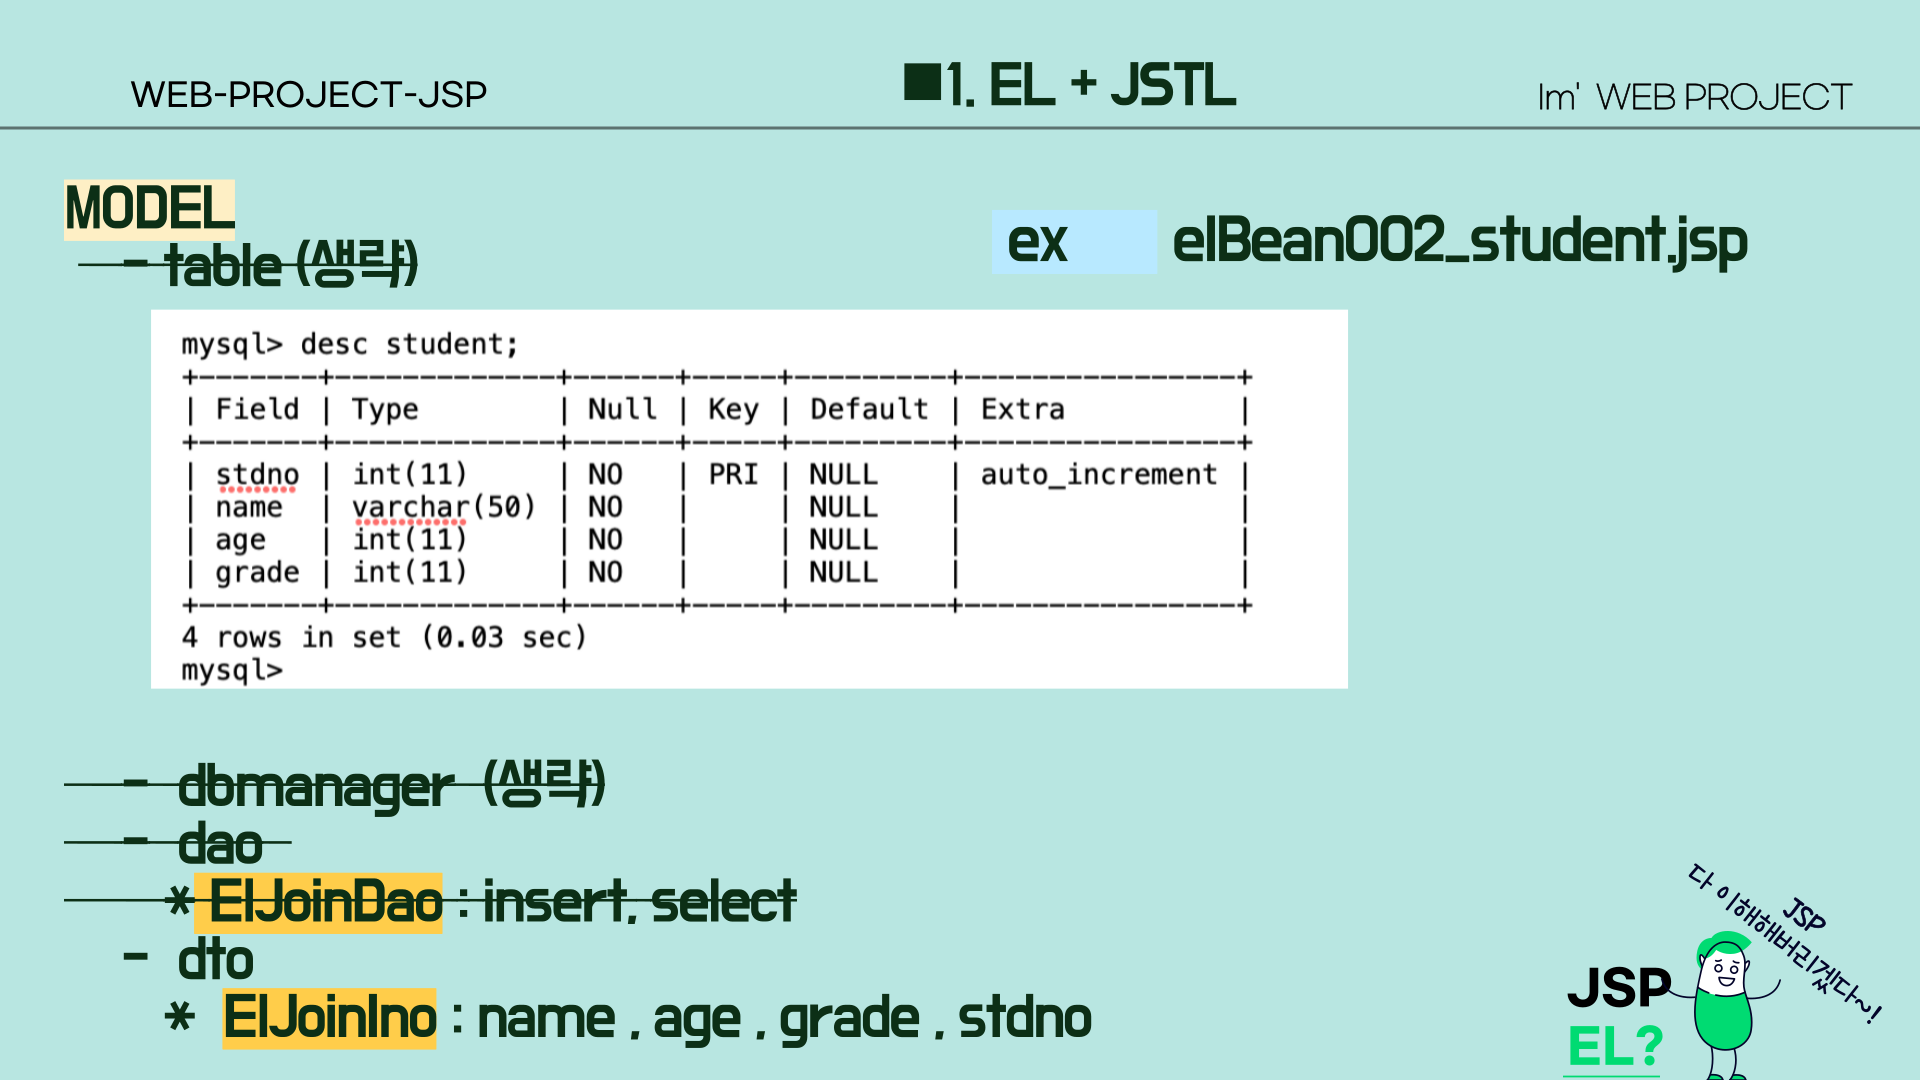 WEB-PROJECT-JSP
■1. EL + JSTL
Im' WEB PROJECT
MODEL
- table (생략)
ex elBean002_student.jsp
mysql> desc student;
+-------+-------------+------+-----+---------+----------------+
| Field | Type        | Null | Key | Default | Extra          |
+-------+-------------+------+-----+---------+----------------+
| stdno | int(11)     | NO   | PRI | NULL    | auto_increment |
| name  | varchar(50) | NO   |     | NULL    |                |
| age   | int(11)     | NO   |     | NULL    |                |
| grade | int(11)     | NO   |     | NULL    |                |
+-------+-------------+------+-----+---------+----------------+
4 rows in set (0.03 sec)
mysql>
- dbmanager (생략)
- dao
* ElJoinDao : insert, select
- dto
* ElJoinIno : name , age , grade , stdno
JSP
다 이해해버리겠다~!
JSP
EL?